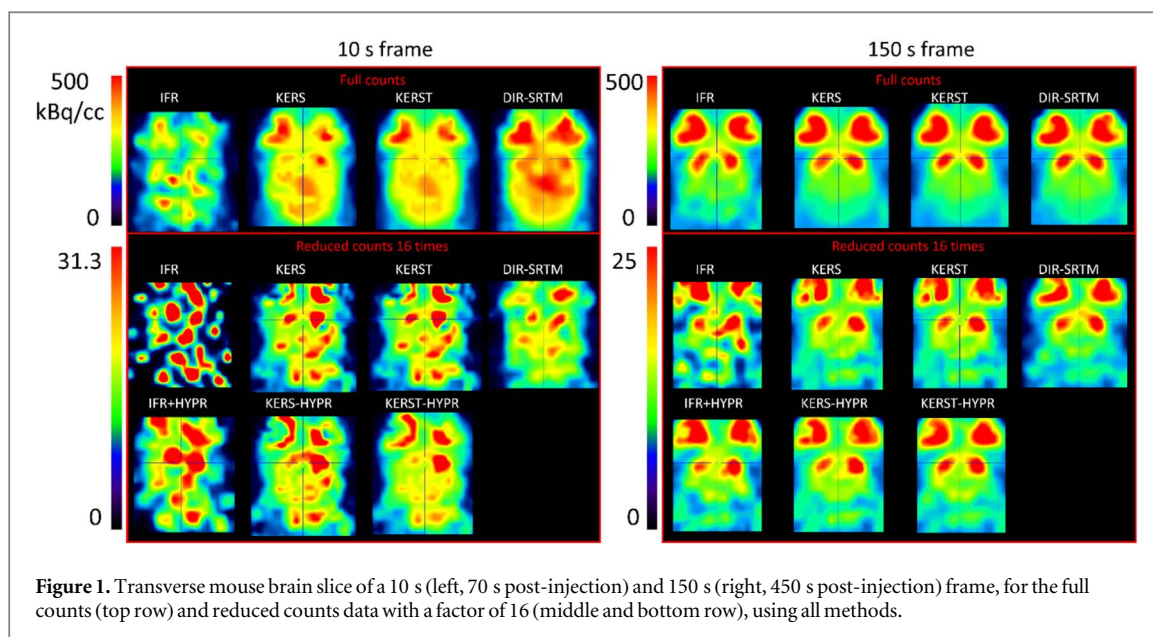 10 s frame
150 s frame
500
kBq/cc
0
Full counts
IFR KERS KERST DIR-SRTM
500
0
Full counts
IFR KERS KERST DIR-SRTM
31.3
0
Reduced counts 16 times
IFR KERS KERST DIR-SRTM
IFR+HYPR KERS-HYPR KERST-HYPR
25
0
Reduced counts 16 times
IFR KERS KERST DIR-SRTM
IFR+HYPR KERS-HYPR KERST-HYPR
Figure 1. Transverse mouse brain slice of a 10 s (left, 70 s post-injection) and 150 s (right, 450 s post-injection) frame, for the full
counts (top row) and reduced counts data with a factor of 16 (middle and bottom row), using all methods.